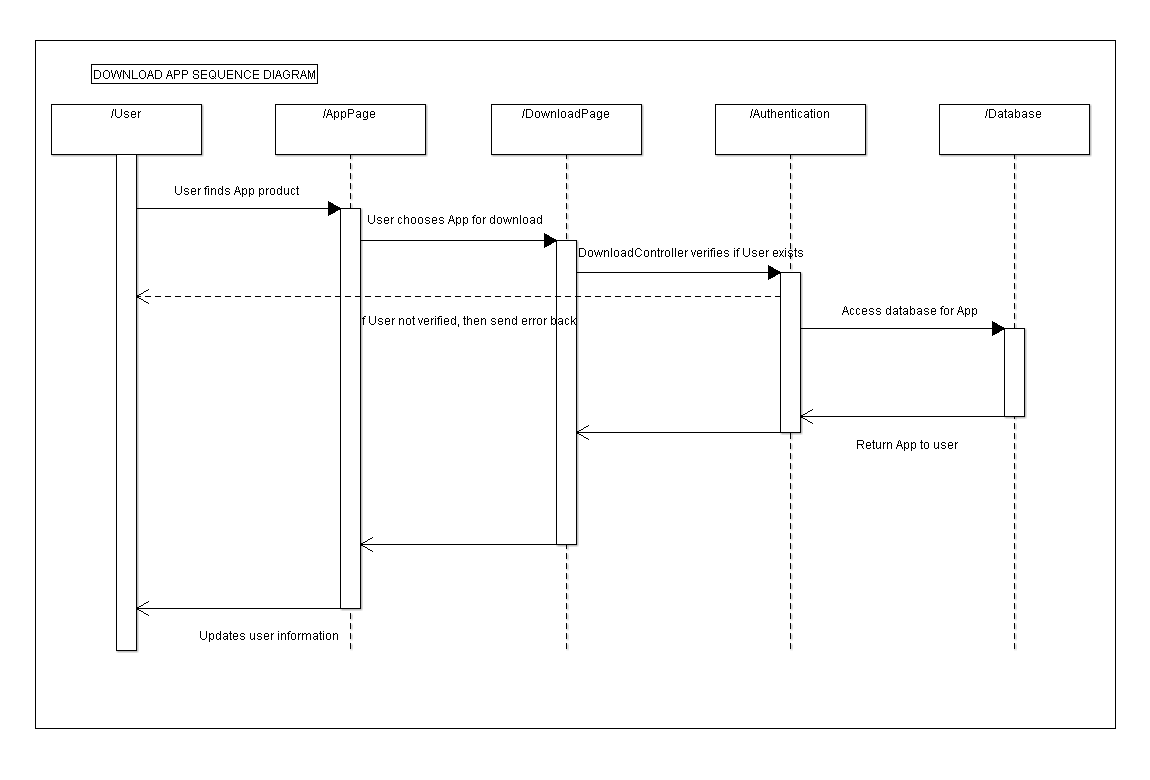 DOWNLOAD APP SEQUENCE DIAGRAM
/User
/AppPage
/DownloadPage
/Authentication
/Database
User finds App product
User chooses App for download
DownloadController verifies if User exists
Access database for App
f User not verified, then send error back
Return App to user
Updates user information